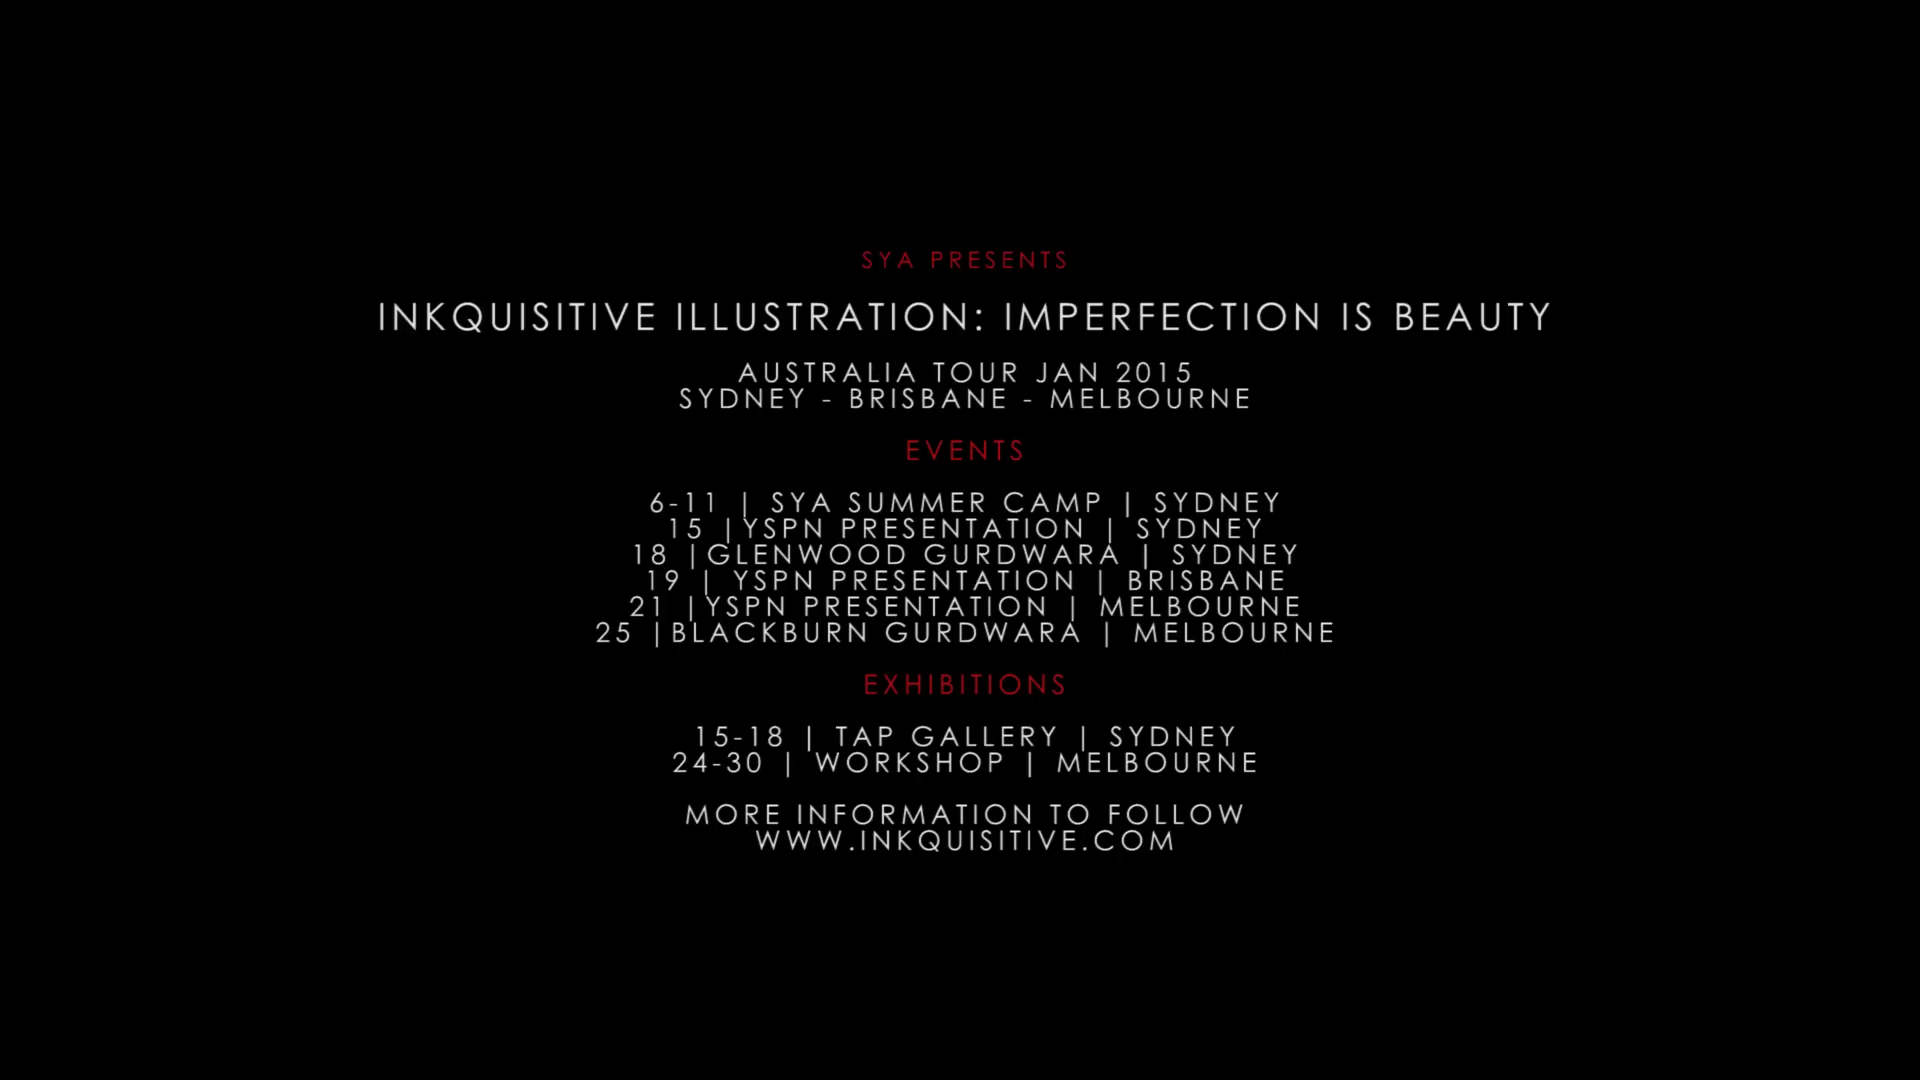 SYA PRESENTS
INKQUISITIVE ILLUSTRATION: IMPERFECTION IS BEAUTY
AUSTRALIA TOUR JAN 2015
SYDNEY - BRISBANE - MELBOURNE
EVENTS
6-11 | SYA SUMMER CAMP | SYDNEY
15 |YSPN PRESENTATION | SYDNEY
18 |GLENWOOD GURDWARA | SYDNEY
19 | YSPN PRESENTATION | BRISBANE
21 |YSPN PRESENTATION | MELBOURNE
25 |BLACKBURN GURDWARA | MELBOURNE
EXHIBITIONS
15-18 | TAP GALLERY | SYDNEY
24-30 | WORKSHOP | MELBOURNE
MORE INFORMATION TO FOLLOW
WWW.INKQUISITIVE.COM